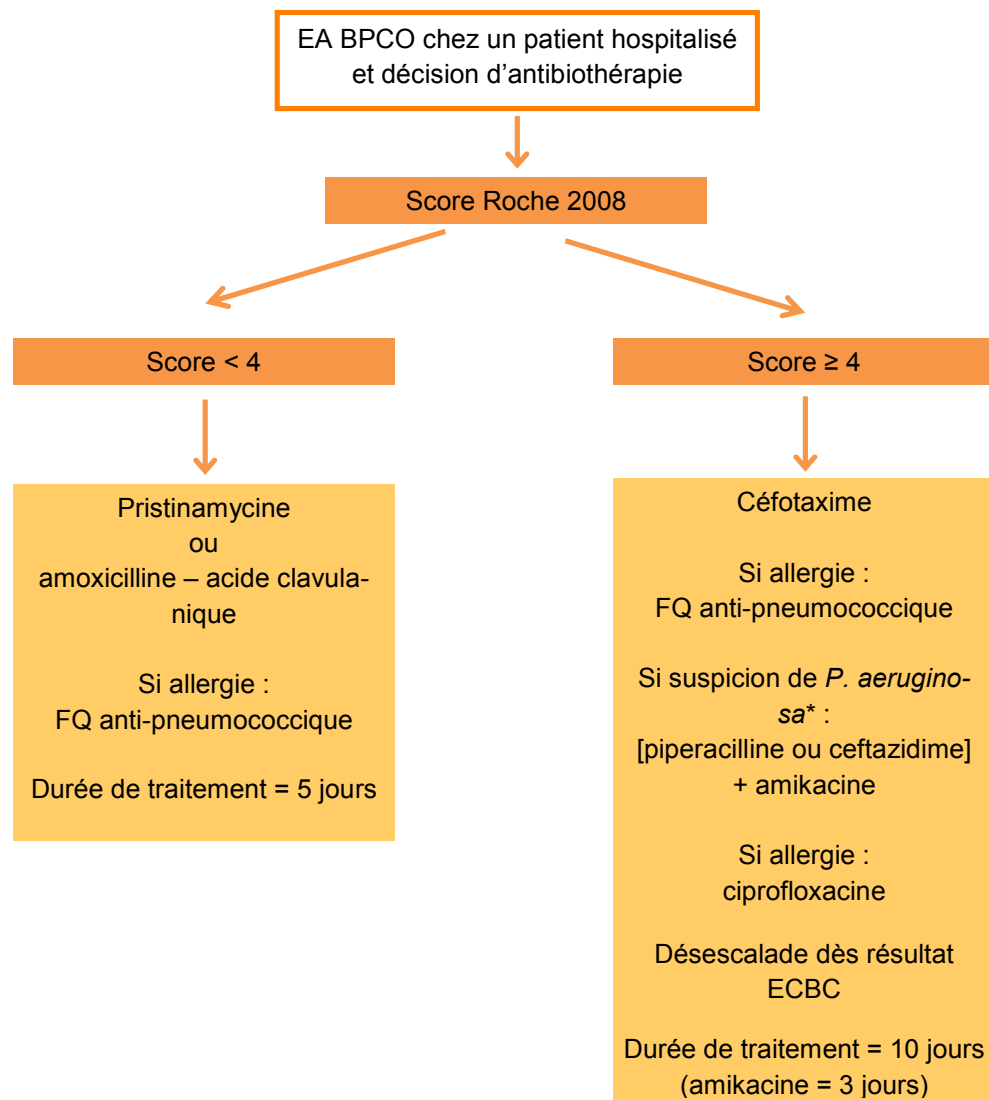 EA BPCO chez un patient hospitalisé
et décision d’antibiothérapie
Score Roche 2008
Score < 4
Pristinamycine
ou
amoxicilline – acide clavula-
nique
Si allergie :
FQ anti-pneumococcique
Durée de traitement = 5 jours
Score ≥ 4
Céfotaxime
Si allergie :
FQ anti-pneumococcique
Si suspicion de P. aerugino-
sa* :
[piperacilline ou ceftazidime]
+ amikacine
Si allergie :
ciprofloxacine
Désescalade dès résultat
ECBC
Durée de traitement = 10 jours
(amikacine = 3 jours)